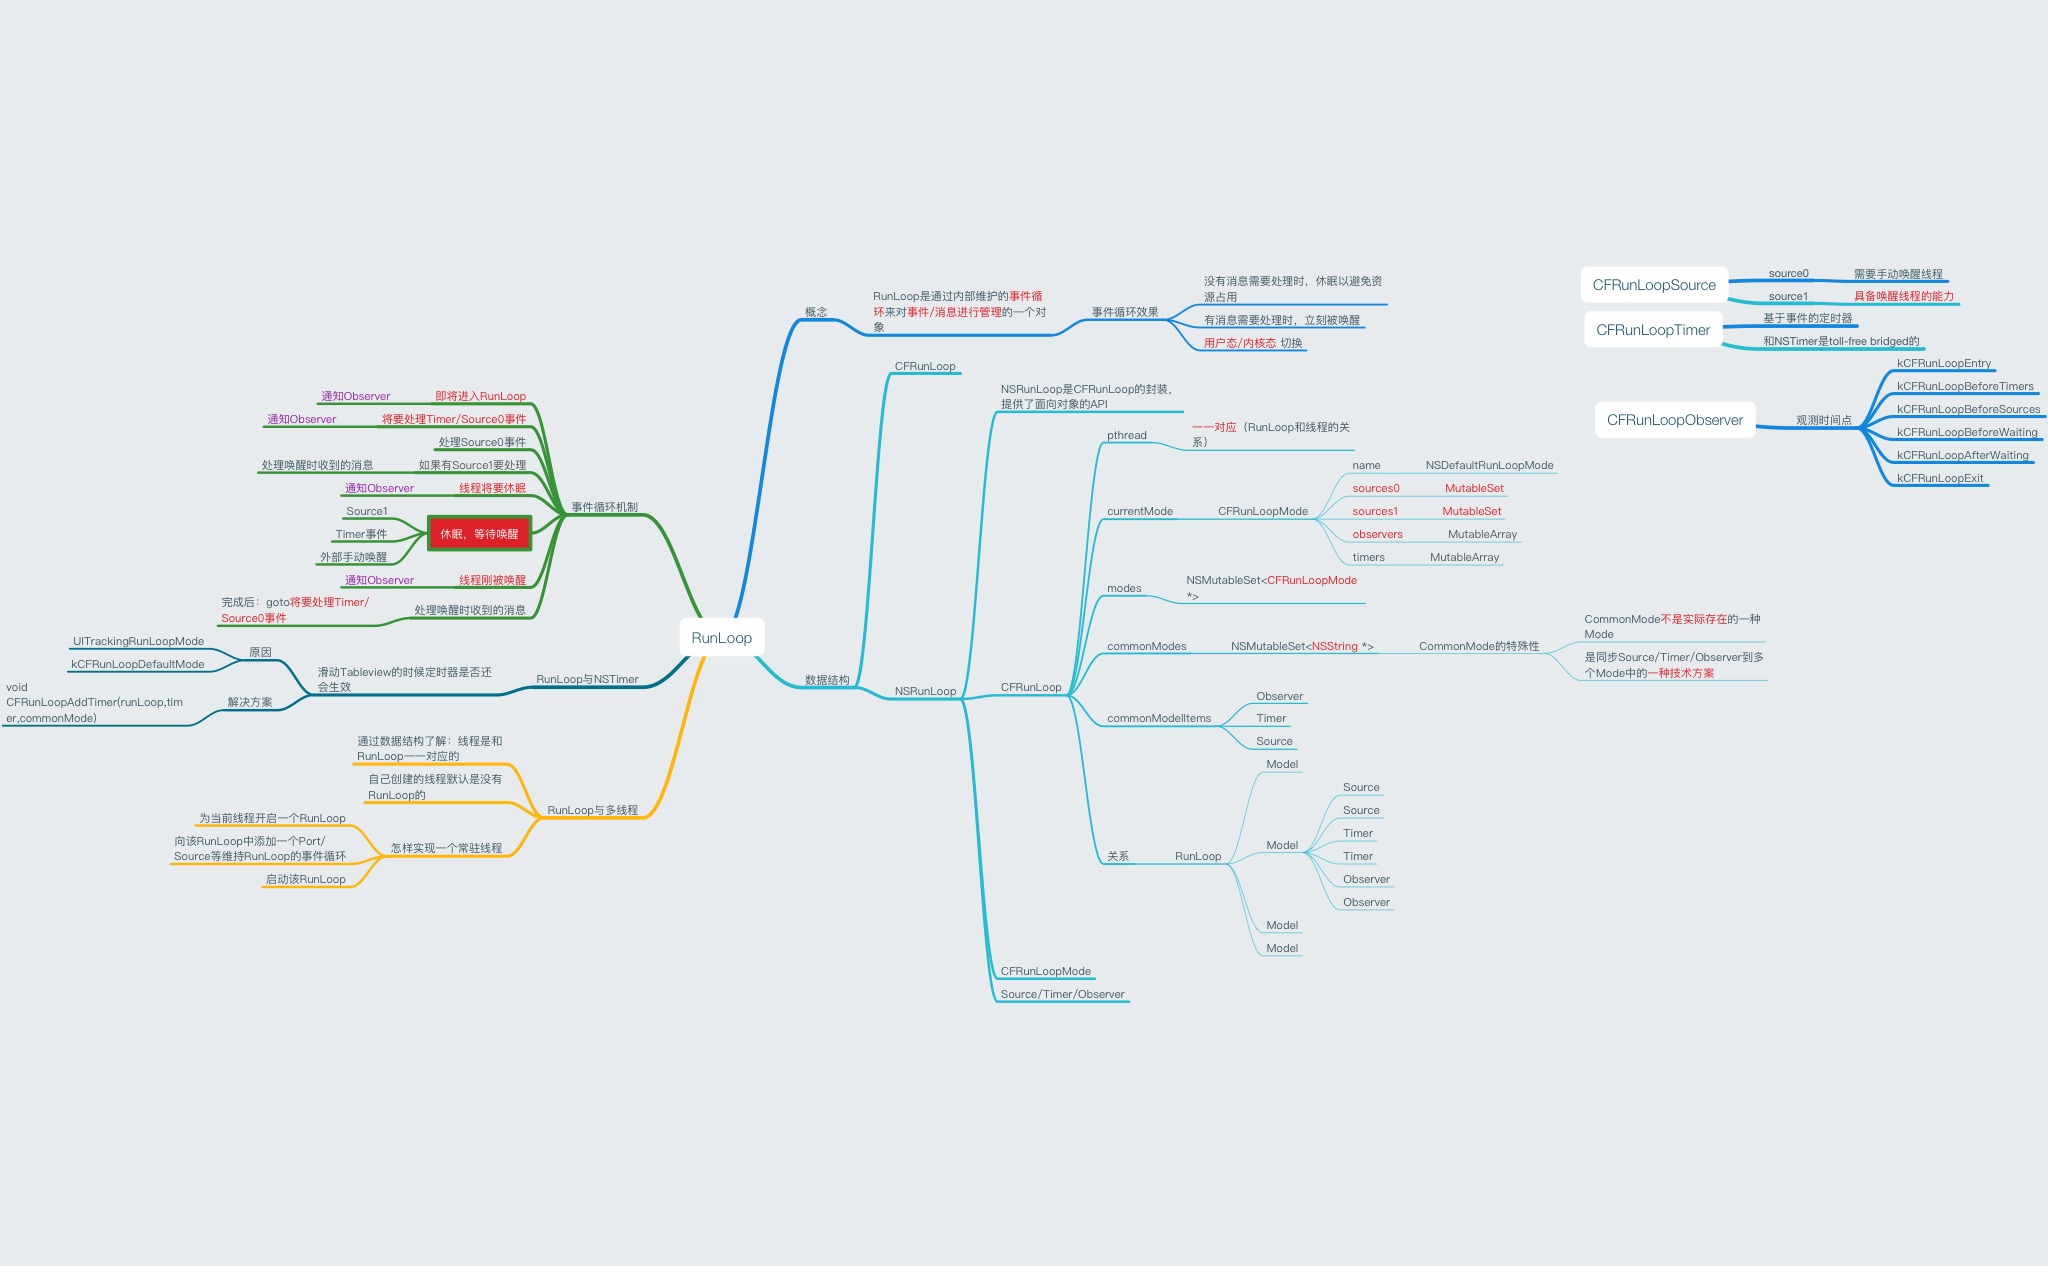 RunLoop
概念
RunLoop是通过内部维护的事件循
环来对事件/消息进行管理的一个对
象
事件循环效果
没有消息需要处理时，休眠以避免资
源占用
有消息需要处理时，立刻被唤醒
用户态/内核态 切换
数据结构
CFRunLoop
NSRunLoop
NSRunLoop是CFRunLoop的封装，
提供了面向对象的API
CFRunLoop
pthread
一一对应（RunLoop和线程的关
系）
currentMode
CFRunLoopMode
name
NSDefaultRunLoopMode
sources0
MutableSet
sources1
MutableSet
observers
MutableArray
timers
MutableArray
modes
NSMutableSet<CFRunLoopMode
*>
commonModes
NSMutableSet<NSString *>
CommonMode的特殊性
CommonMode不是实际存在的一种
Mode
是同步Source/Timer/Observer到多
个Mode中的一种技术方案
commonModelItems
Observer
Timer
Source
关系
RunLoop
Model
Model
Source
Source
Timer
Timer
Observer
Observer
Model
Model
CFRunLoopMode
Source/Timer/Observer
事件循环机制
即将进入RunLoop
通知Observer
将要处理Timer/Source0事件
通知Observer
处理Source0事件
如果有Source1要处理
处理唤醒时收到的消息
线程将要休眠
通知Observer
休眠，等待唤醒
Source1
Timer事件
外部手动唤醒
线程刚被唤醒
通知Observer
处理唤醒时收到的消息
完成后：goto将要处理Timer/
Source0事件
RunLoop与NSTimer
滑动Tableview的时候定时器是否还
会生效
原因
UITrackingRunLoopMode
kCFRunLoopDefaultMode
解决方案
void
CFRunLoopAddTimer(runLoop,tim
er,commonMode)
RunLoop与多线程
通过数据结构了解：线程是和
RunLoop一一对应的
自己创建的线程默认是没有
RunLoop的
怎样实现一个常驻线程
为当前线程开启一个RunLoop
向该RunLoop中添加一个Port/
Source等维持RunLoop的事件循环
启动该RunLoop
CFRunLoopSource
source0
需要手动唤醒线程
source1
具备唤醒线程的能力
CFRunLoopTimer
基于事件的定时器
和NSTimer是toll-free bridged的
CFRunLoopObserver
观测时间点
kCFRunLoopEntry
kCFRunLoopBeforeTimers
kCFRunLoopBeforeSources
kCFRunLoopBeforeWaiting
kCFRunLoopAfterWaiting
kCFRunLoopExit